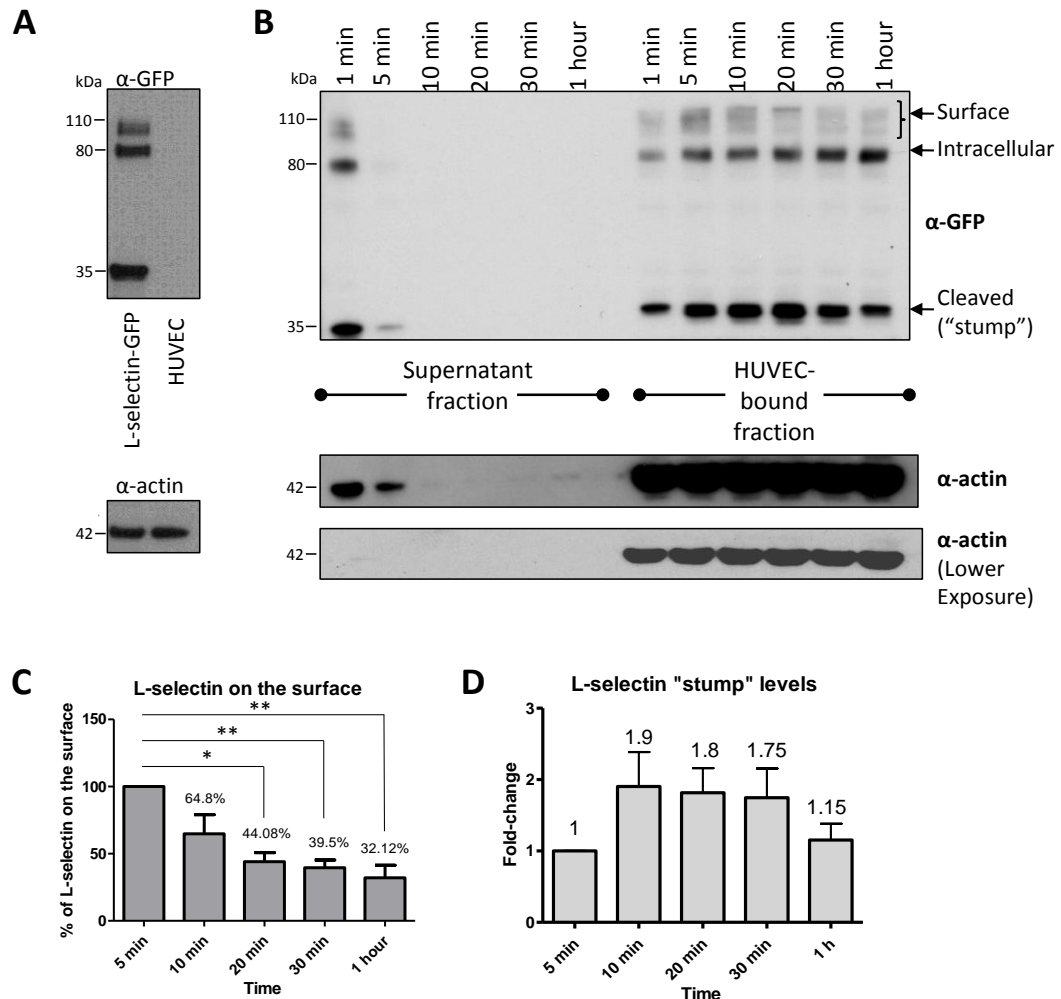 A
α-GFP
kDa
110
80
35
L-selectin-GFP
HUVEC
α-actin
42
B
1 min
5 min
10 min
20 min
30 min
1 hour
1 min
5 min
10 min
20 min
30 min
1 hour
kDa
110
80
35
Surface
Intracellular
α-GFP
Cleaved
("stump")
Supernatant
fraction
HUVEC-
bound
fraction
42
α-actin
42
α-actin
(Lower
Exposure)
C
L-selectin on the surface
% of L-selectin on the surface
150
100
50
0
**
**
*
64.8%
44.08%
39.5%
32.12%
5 min
10 min
20 min
30 min
1 hour
Time
D
L-selectin "stump" levels
Fold-change
3
2
1
0
1
1.9
1.8
1.75
1.15
5 min
10 min
20 min
30 min
1 h
Time